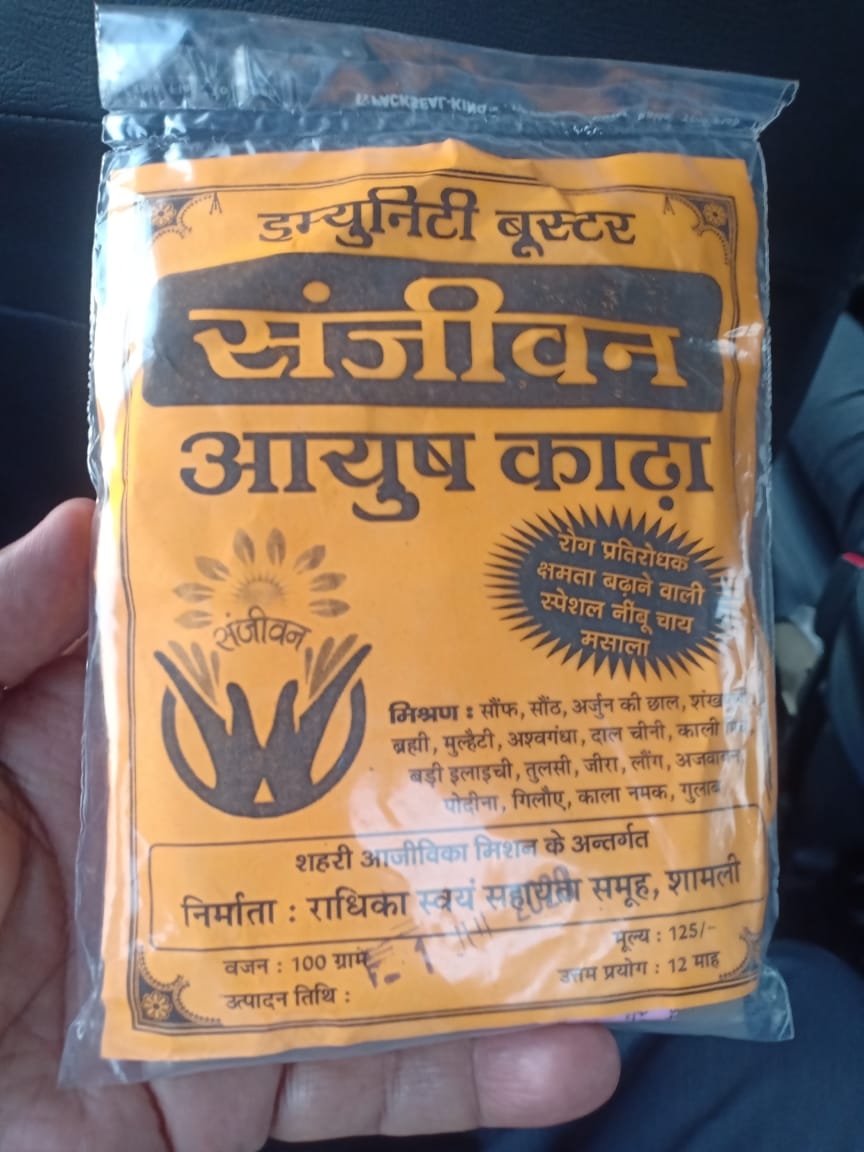 इम्युनिटी बूस्टर
संजीवन
आयुष काढ़ा
संजीवन
रोग प्रतिरोधक
क्षमता बढ़ाने वाली
स्पेशल नींबू चाय
मसाला
मिश्रण : सौंफ, सौंठ, अर्जुन की छाल,
ब्रह्मी, मुल्हैटी, अश्वगंधा, दाल चीनी, काली
बड़ी इलाइची, तुलसी, जीरा, लौंग, अजवायन,
पोदीना, गिलौए, काला नमक, गुलाब
शहरी आजीविका मिशन के अन्तर्गत
निर्माता : राधिका स्वयं सहायता समूह, शामली
वजन : 100 ग्राम
मूल्य : 125/-
उत्पादन तिथि :
उत्तम प्रयोग : 12 माह